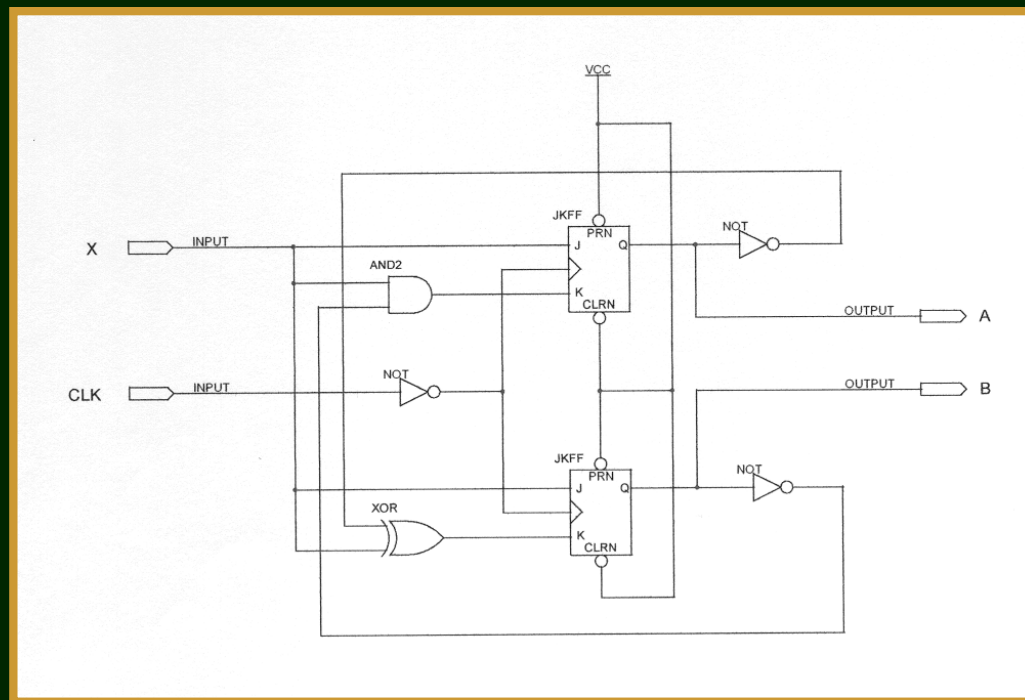 VCC
JKFF
PRN
NOT
X
INPUT
J
Q
AND2
K
CLRN
OUTPUT
A
CLK
INPUT
NOT
OUTPUT
B
JKFF
PRN
NOT
J
Q
XOR
K
CLRN